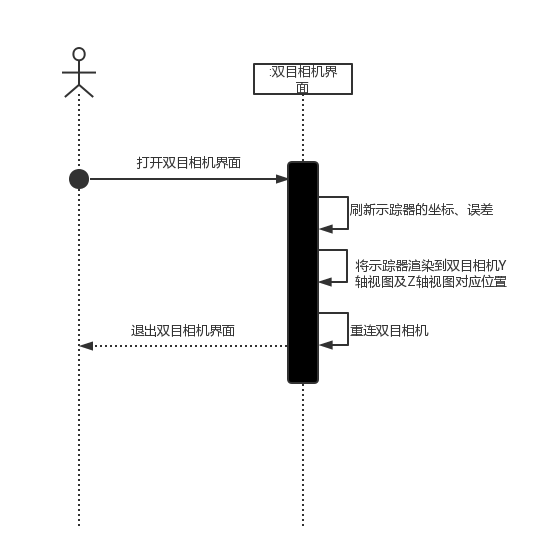 :双目相机界
面
打开双目相机界面
刷新示踪器的坐标、误差
将示踪器渲染到双目相机Y
轴视图及Z轴视图对应位置
退出双目相机界面
重连双目相机